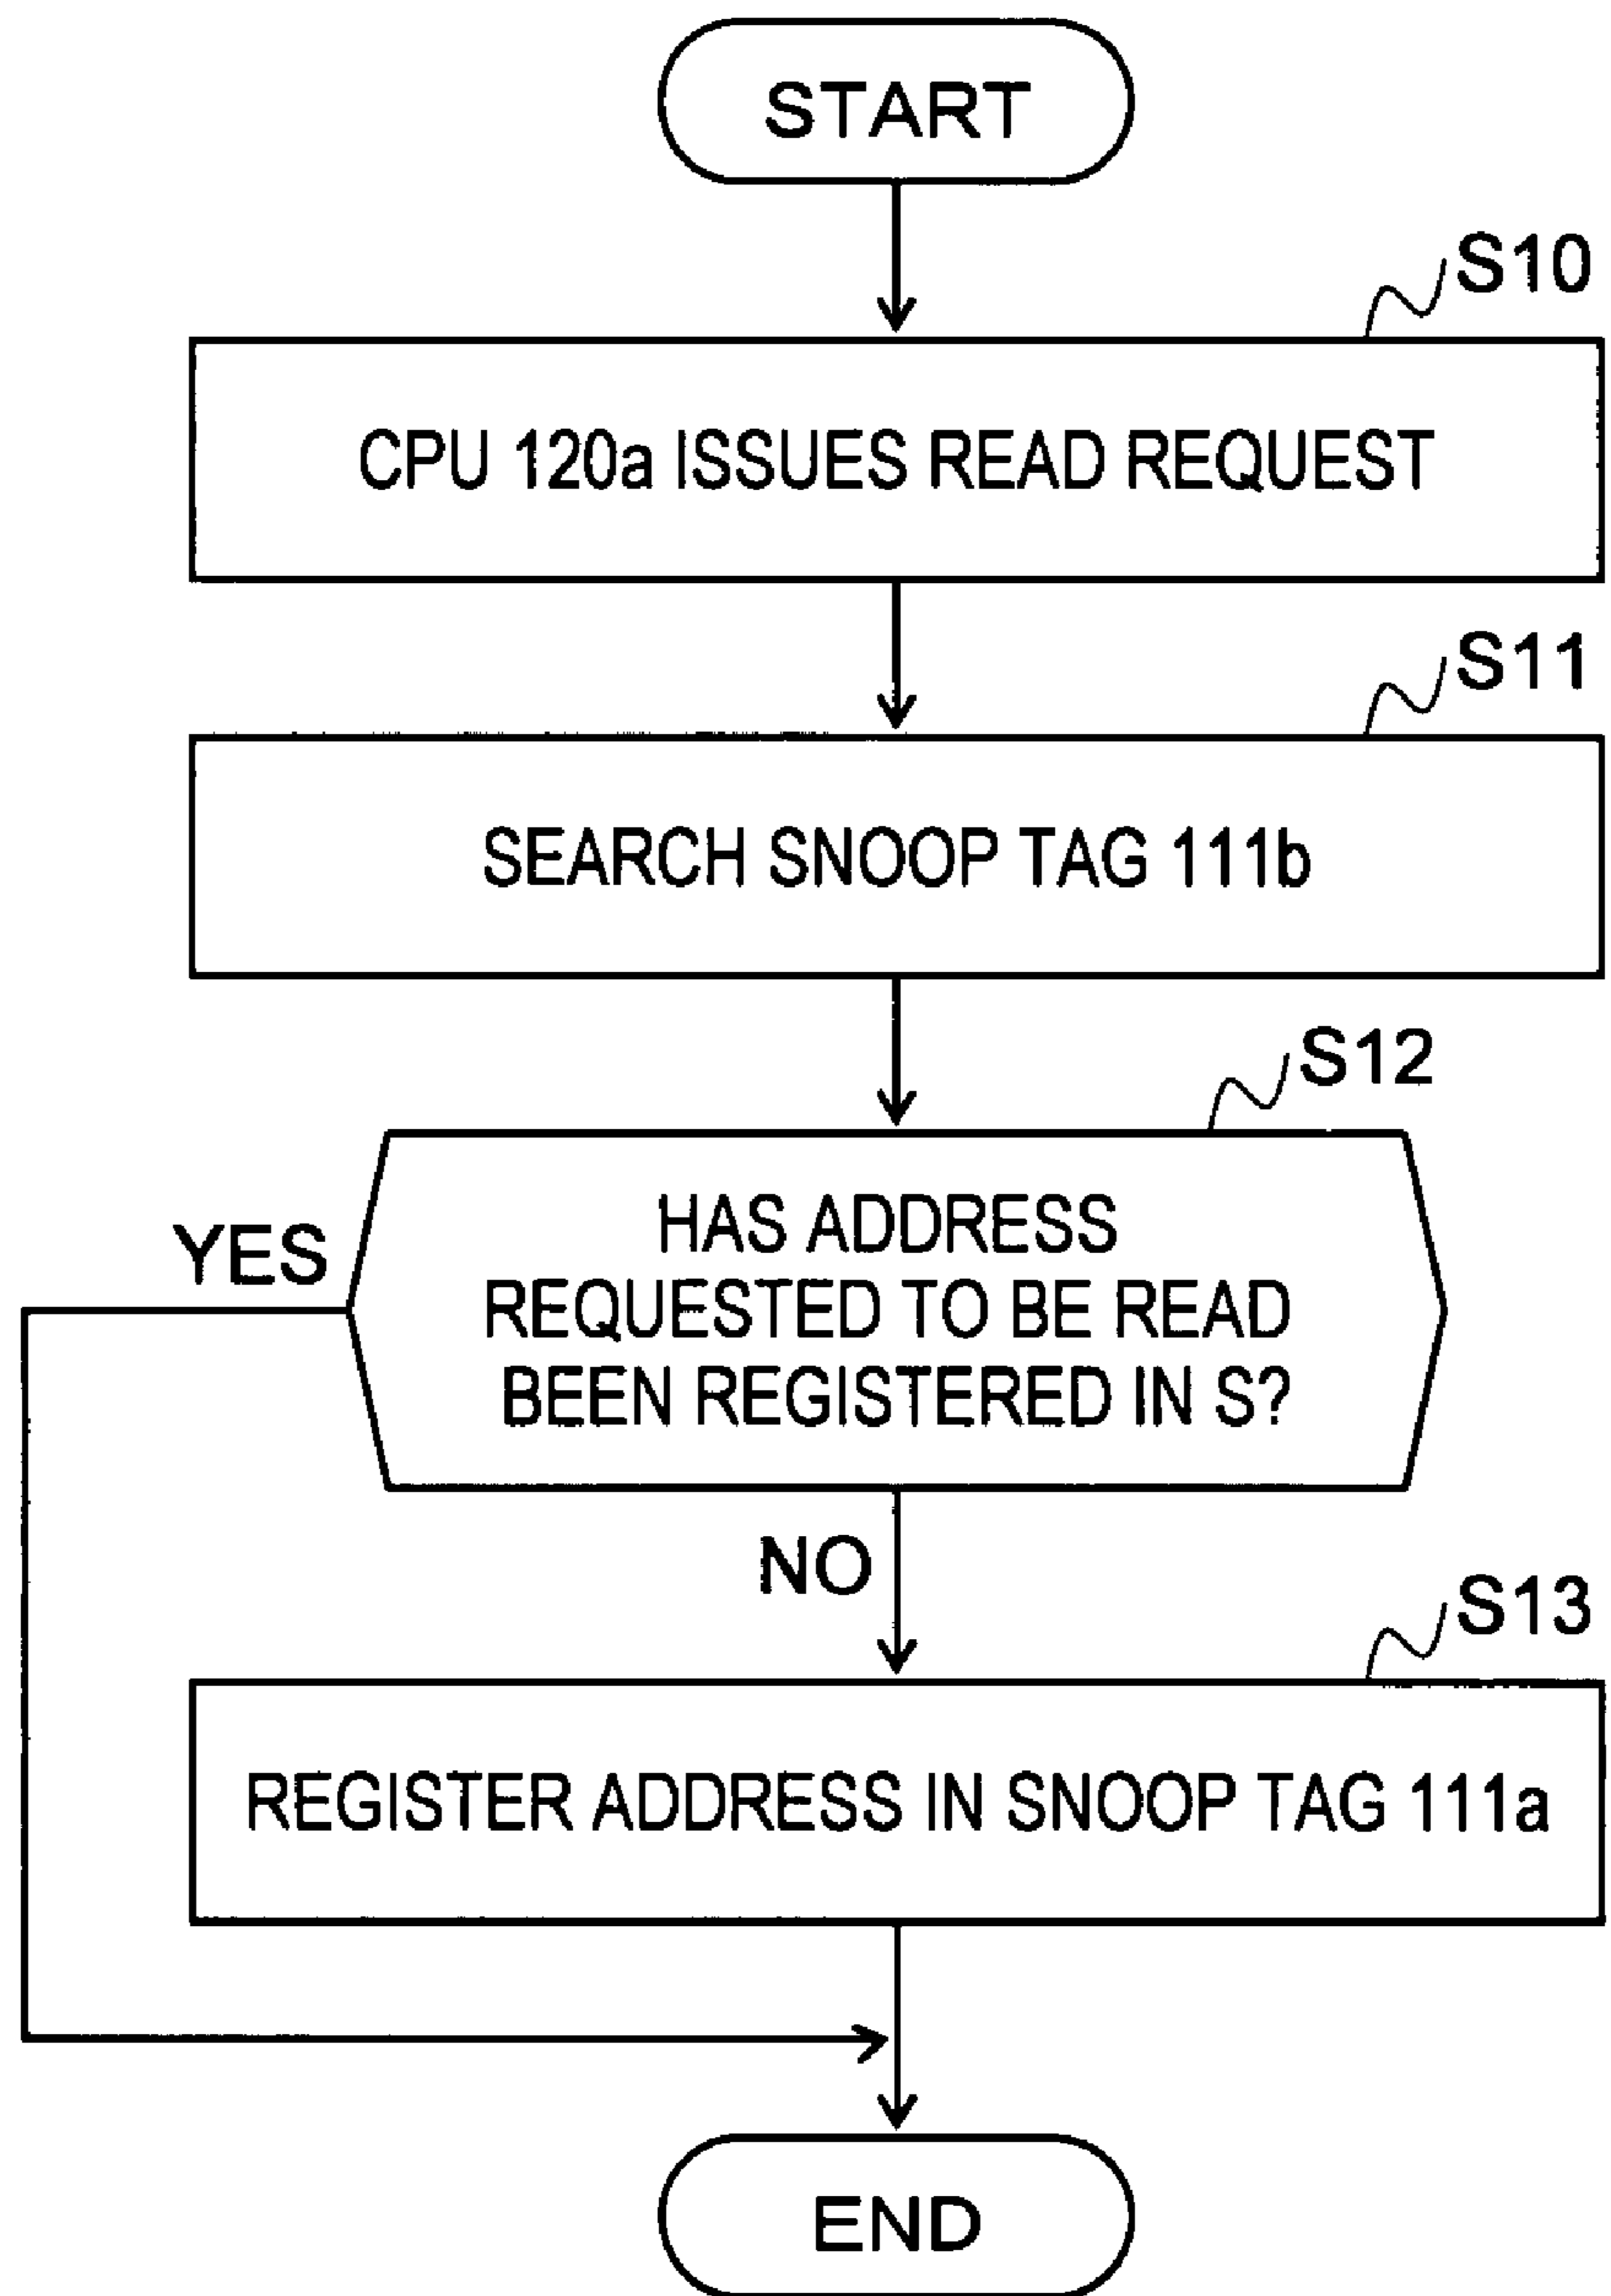 START
S10
CPU 120a ISSUES READ REQUEST
S11
SEARCH SNOOP TAG 111b
S12
HAS ADDRESS
YES
REQUESTED TO BE READ
BEEN REGISTERED IN S?
NO
S13
REGISTER ADDRESS IN SNOOP TAG 111a
END